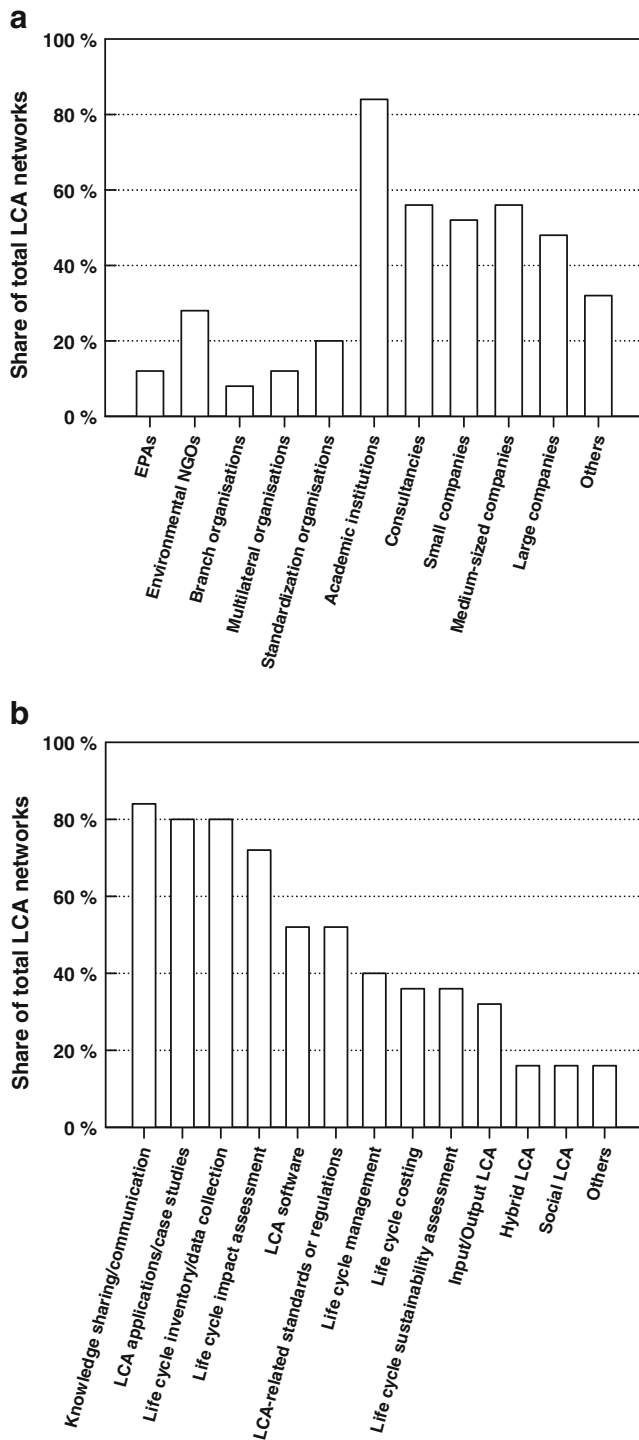 a
100 %
80 %
60 %
40 %
20 %
0 %
Share of total LCA networks
EPAs
Environmental NGOs
Branch organisations
Multilateral organisations
Standardization organisations
Academic institutions
Consultancies
Small companies
Medium-sized companies
Large companies
Others
b
100 %
80 %
60 %
40 %
20 %
0 %
Share of total LCA networks
Knowledge sharing/communication
LCA applications/case studies
Life cycle inventory/data collection
Life cycle impact assessment
LCA software
LCA-related standards or regulations
Life cycle management
Life cycle costing
Life cycle sustainability assessment
Input/Output LCA
Hybrid LCA
Social LCA
Others